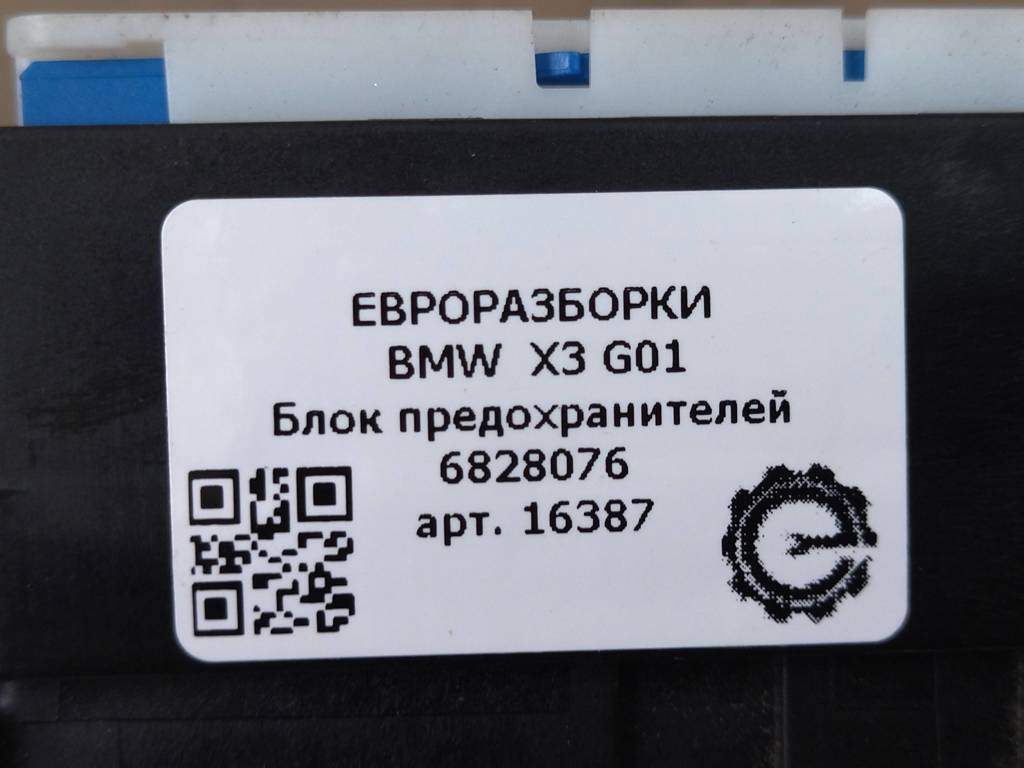 ЕВРОРАЗБОРКИ
BMW X3 G01
Блок предохранителей
6828076
арт. 16387